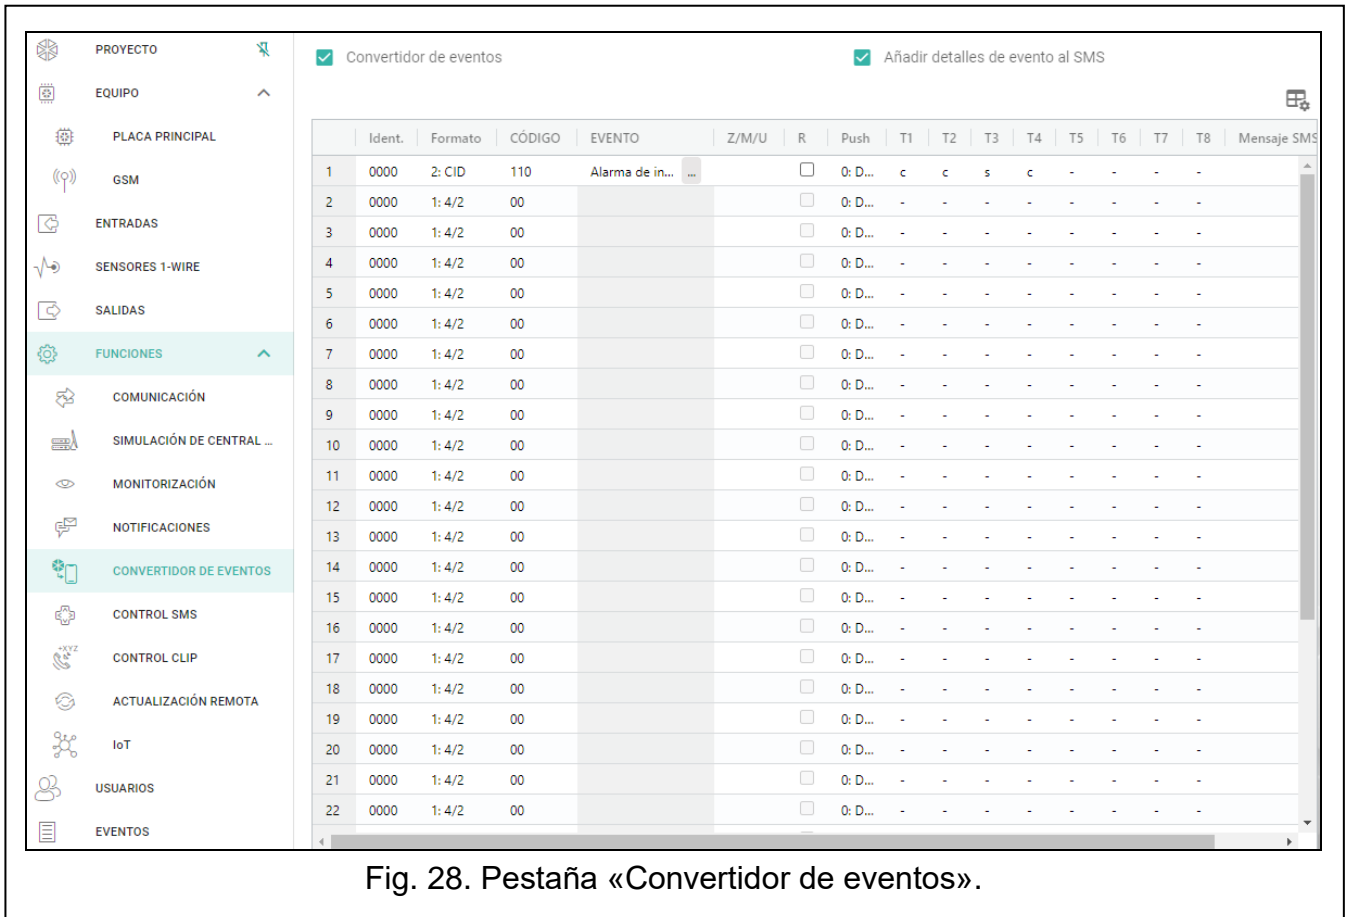 PROYECTO
EQUIPO
PLACA PRINCIPAL
GSM
ENTRADAS
SENSORES 1-WIRE
SALIDAS
FUNCIONES
COMUNICACIÓN
SIMULACIÓN DE CENTRAL ...
MONITORIZACIÓN
NOTIFICACIONES
CONVERTIDOR DE EVENTOS
CONTROL SMS
+XYZ
CONTROL CLIP
ACTUALIZACIÓN REMOTA
IoT
USUARIOS
EVENTOS
Convertidor de eventos Añadir detalles de evento al SMS
Ident. Formato CÓDIGO EVENTO Z/M/U R Push T1 T2 T3 T4 T5 T6 T7 T8 Mensaje SMS
1 0000 2: CID 110 Alarma de in... ... 0: D... c c s c - - - -
2 0000 1: 4/2 00 0: D... - - - - - - - -
3 0000 1: 4/2 00 0: D... - - - - - - - -
4 0000 1: 4/2 00 0: D... - - - - - - - -
5 0000 1: 4/2 00 0: D... - - - - - - - -
6 0000 1: 4/2 00 0: D... - - - - - - - -
7 0000 1: 4/2 00 0: D... - - - - - - - -
8 0000 1: 4/2 00 0: D... - - - - - - - -
9 0000 1: 4/2 00 0: D... - - - - - - - -
10 0000 1: 4/2 00 0: D... - - - - - - - -
11 0000 1: 4/2 00 0: D... - - - - - - - -
12 0000 1: 4/2 00 0: D... - - - - - - - -
13 0000 1: 4/2 00 0: D... - - - - - - - -
14 0000 1: 4/2 00 0: D... - - - - - - - -
15 0000 1: 4/2 00 0: D... - - - - - - - -
16 0000 1: 4/2 00 0: D... - - - - - - - -
17 0000 1: 4/2 00 0: D... - - - - - - - -
18 0000 1: 4/2 00 0: D... - - - - - - - -
19 0000 1: 4/2 00 0: D... - - - - - - - -
20 0000 1: 4/2 00 0: D... - - - - - - - -
21 0000 1: 4/2 00 0: D... - - - - - - - -
22 0000 1: 4/2 00 0: D... - - - - - - - -
Fig. 28. Pestaña «Convertidor de eventos».